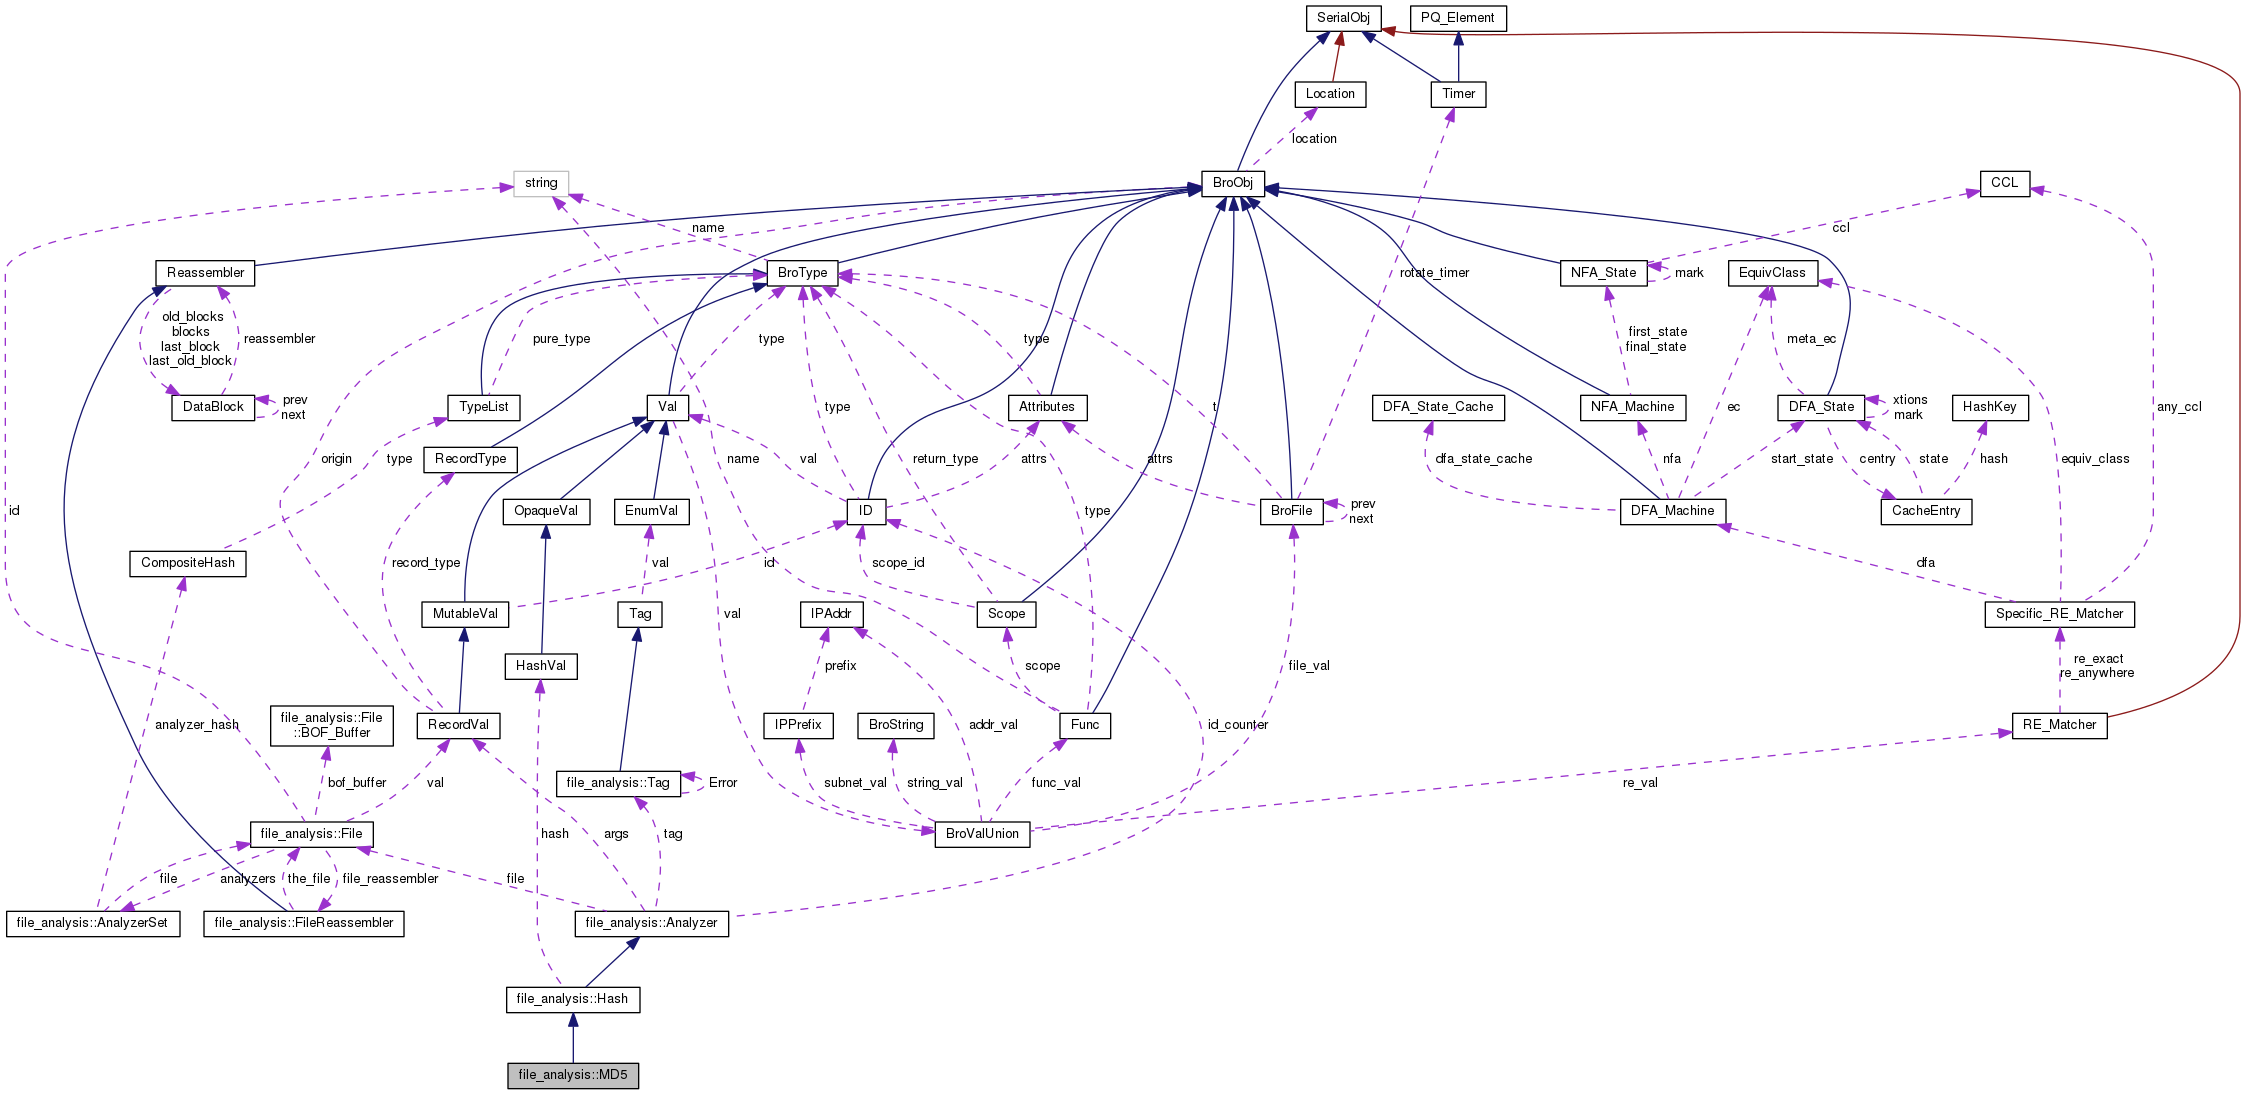 SerialObj
PQ_Element
Location
Timer
location
string
BroObj
CCL
name
ccl
Reassembler
BroType
rotate_timer
NFA_State
mark
EquivClass
old_blocks
blocks
last_block
last_old_block
reassembler
pure_type
type
type
first_state
final_state
meta_ec
DataBlock
prev
next
TypeList
Val
type
Attributes
t
DFA_State_Cache
NFA_Machine
ec
DFA_State
xtions
mark
HashKey
any_ccl
type
RecordType
origin
name
val
return_type
attrs
attrs
dfa_state_cache
nfa
start_state
centry
state
hash
equiv_class
id
OpaqueVal
EnumVal
ID
type
BroFile
prev
next
DFA_Machine
CacheEntry
CompositeHash
record_type
val
id
scope_id
dfa
MutableVal
Tag
val
IPAddr
Scope
Specific_RE_Matcher
HashVal
prefix
scope
file_val
re_exact
re_anywhere
analyzer_hash
file_analysis::File
::BOF_Buffer
RecordVal
IPPrefix
BroString
addr_val
Func
id_counter
RE_Matcher
bof_buffer
val
file_analysis::Tag
Error
subnet_val
string_val
func_val
re_val
file_analysis::File
hash
args
tag
BroValUnion
file
analyzers
the_file
file_reassembler
file
file_analysis::AnalyzerSet
file_analysis::FileReassembler
file_analysis::Analyzer
file_analysis::Hash
file_analysis::MD5